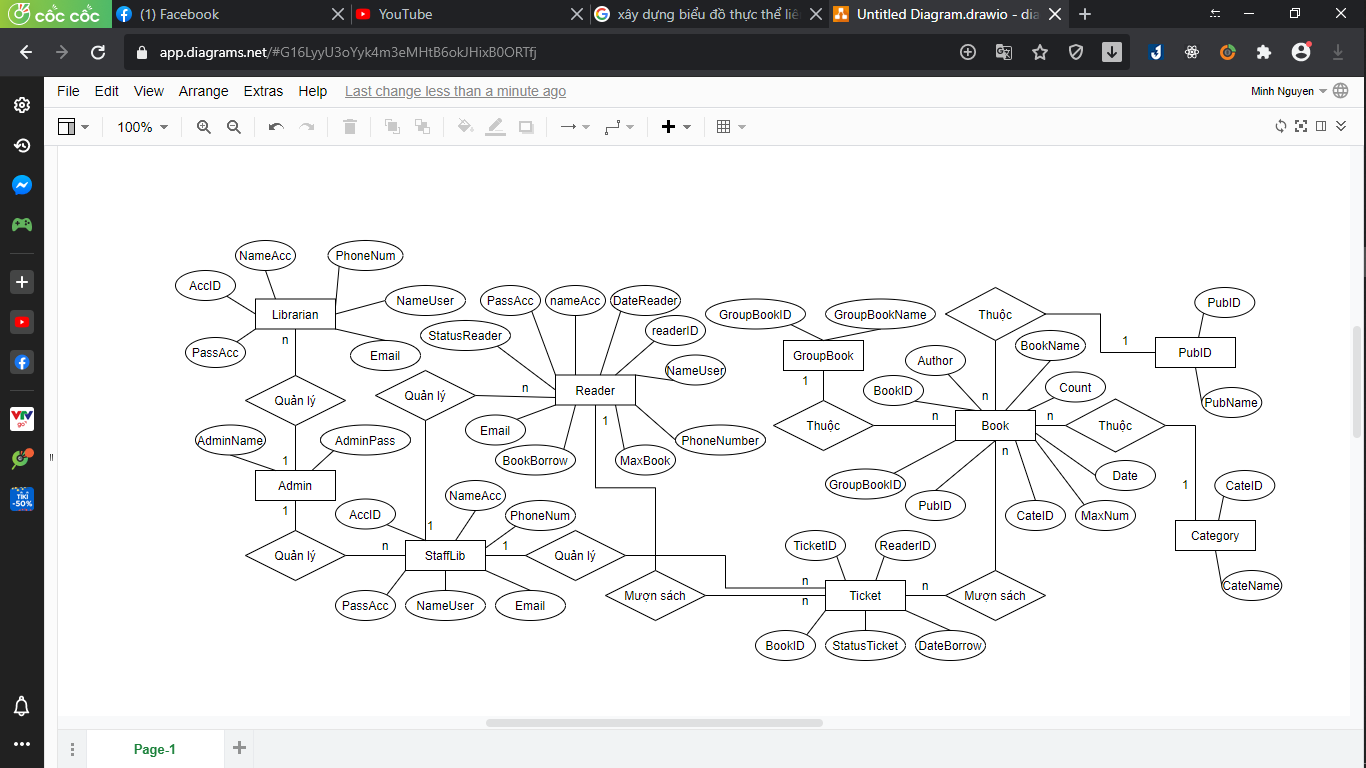 cốc cốc
(1) Facebook
YouTube
xây dựng biểu đồ thực thể liê
Untitled Diagram.drawio - dia
app.diagrams.net/#G16LyyU3oYyk4m3eMHtB6okJHixB0ORTfj
File Edit View Arrange Extras Help Last change less than a minute ago
Minh Nguyen
100%
NameAcc
PhoneNum
AccID
NameUser
Librarian
PassAcc
Email
n
Quản lý
1
AdminName
AdminPass
Admin
1
Quản lý
n
StatusReader
PassAcc
nameAcc
DateReader
readerID
NameUser
Reader
n
Quản lý
1
Email
BookBorrow
MaxBook
PhoneNumber
1
AccID
NameAcc
PhoneNum
StaffLib
1
Quản lý
n
PassAcc
NameUser
Email
Mượn sách
n
GroupBookID
GroupBookName
GroupBook
1
Thuộc
n
Thuộc
1
n
PubID
PubID
PubName
BookName
Author
Count
BookID
Book
n
Thuộc
1
GroupBookID
PubID
CateID
MaxNum
Date
n
CateID
Category
CateName
TicketID
ReaderID
Ticket
n
Mượn sách
BookID
StatusTicket
DateBorrow
VTV
go
TIKI
-50%
Page-1